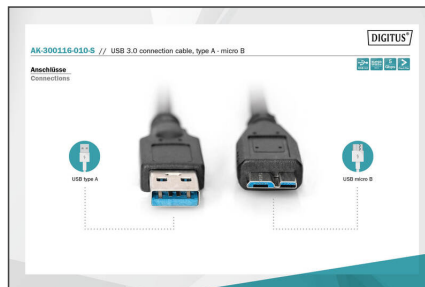 DIGITUS®
AK-300116-010-S // USB 3.0 connection cable, type A - micro B
Anschlüsse
Connections
USB type A
USB micro B